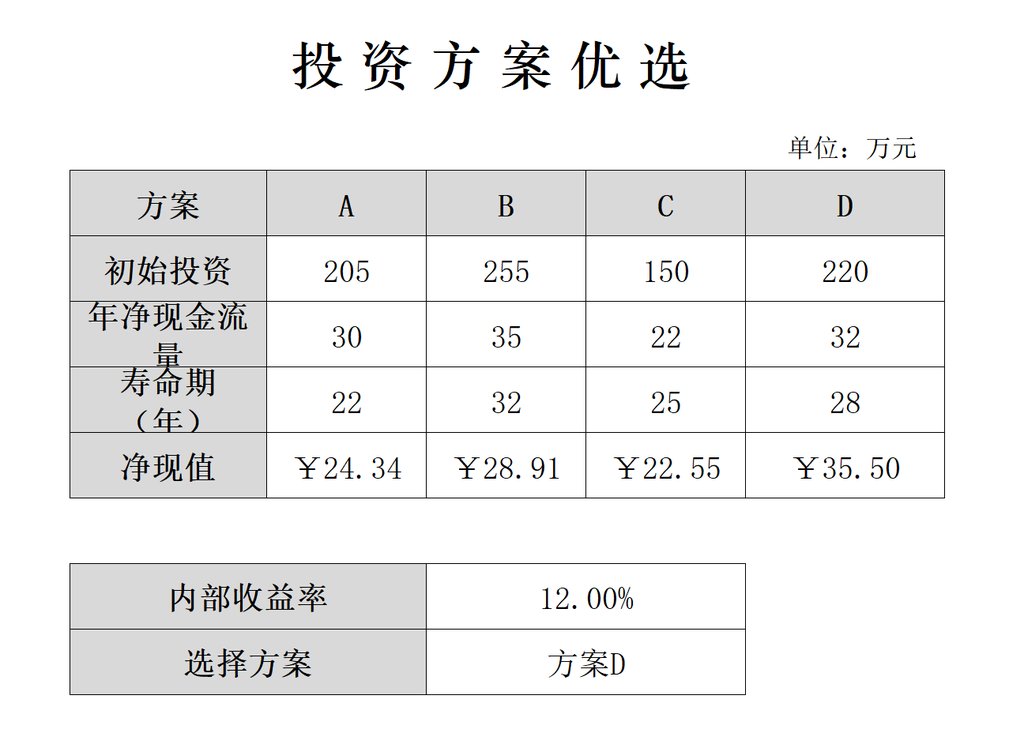 投资方案优选
单位：万元
方案 A B C D
初始投资 205 255 150 220
年净现金流
量 30 35 22 32
寿命期
（年） 22 32 25 28
净现值 ￥24.34 ￥28.91 ￥22.55 ￥35.50
内部收益率 12.00%
选择方案 方案D